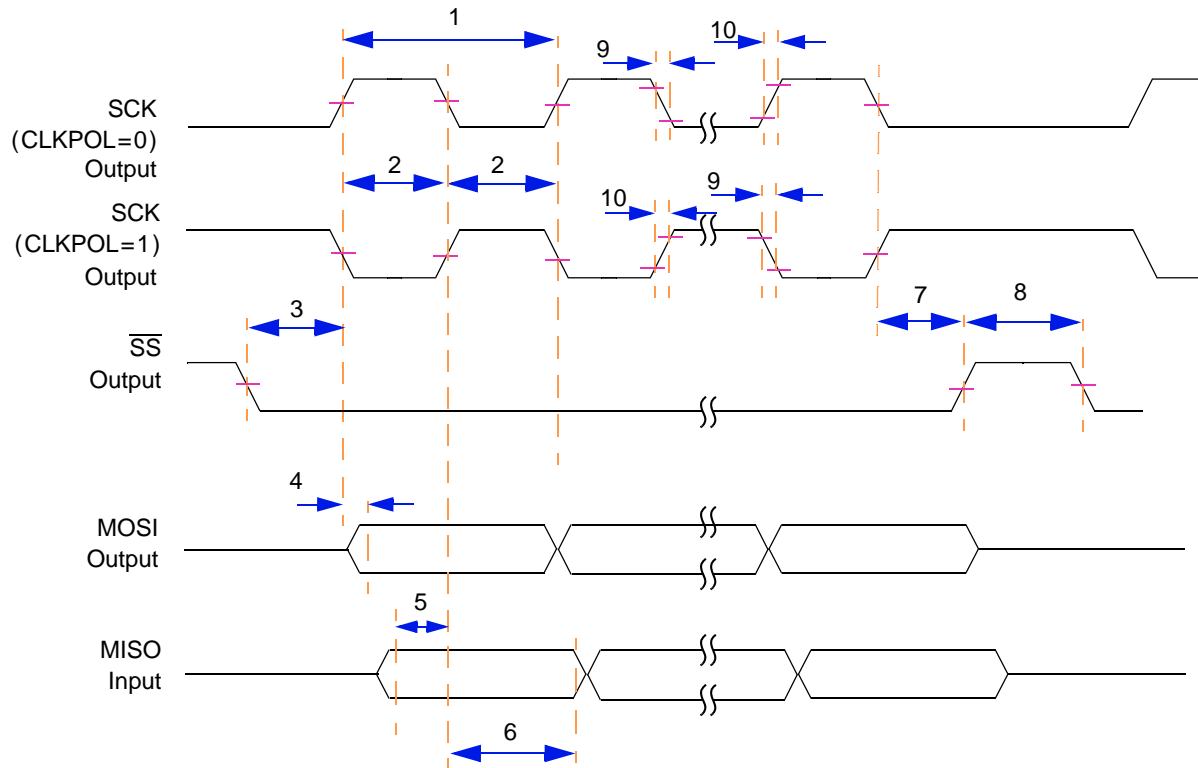 1
9
10
SCK
(CLKPOL=0)
Output
2
2
SCK
(CLKPOL=1)
Output
10
9
3
7
8
SS
Output
4
MOSI
Output
5
MISO
Input
6